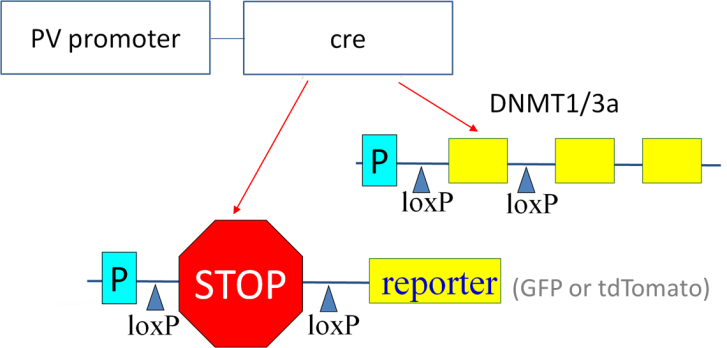 PV promoter
cre
DNMT1/3a
P
loxP
loxP
P
STOP
reporter
(GFP or tdTomato)
loxP
loxP